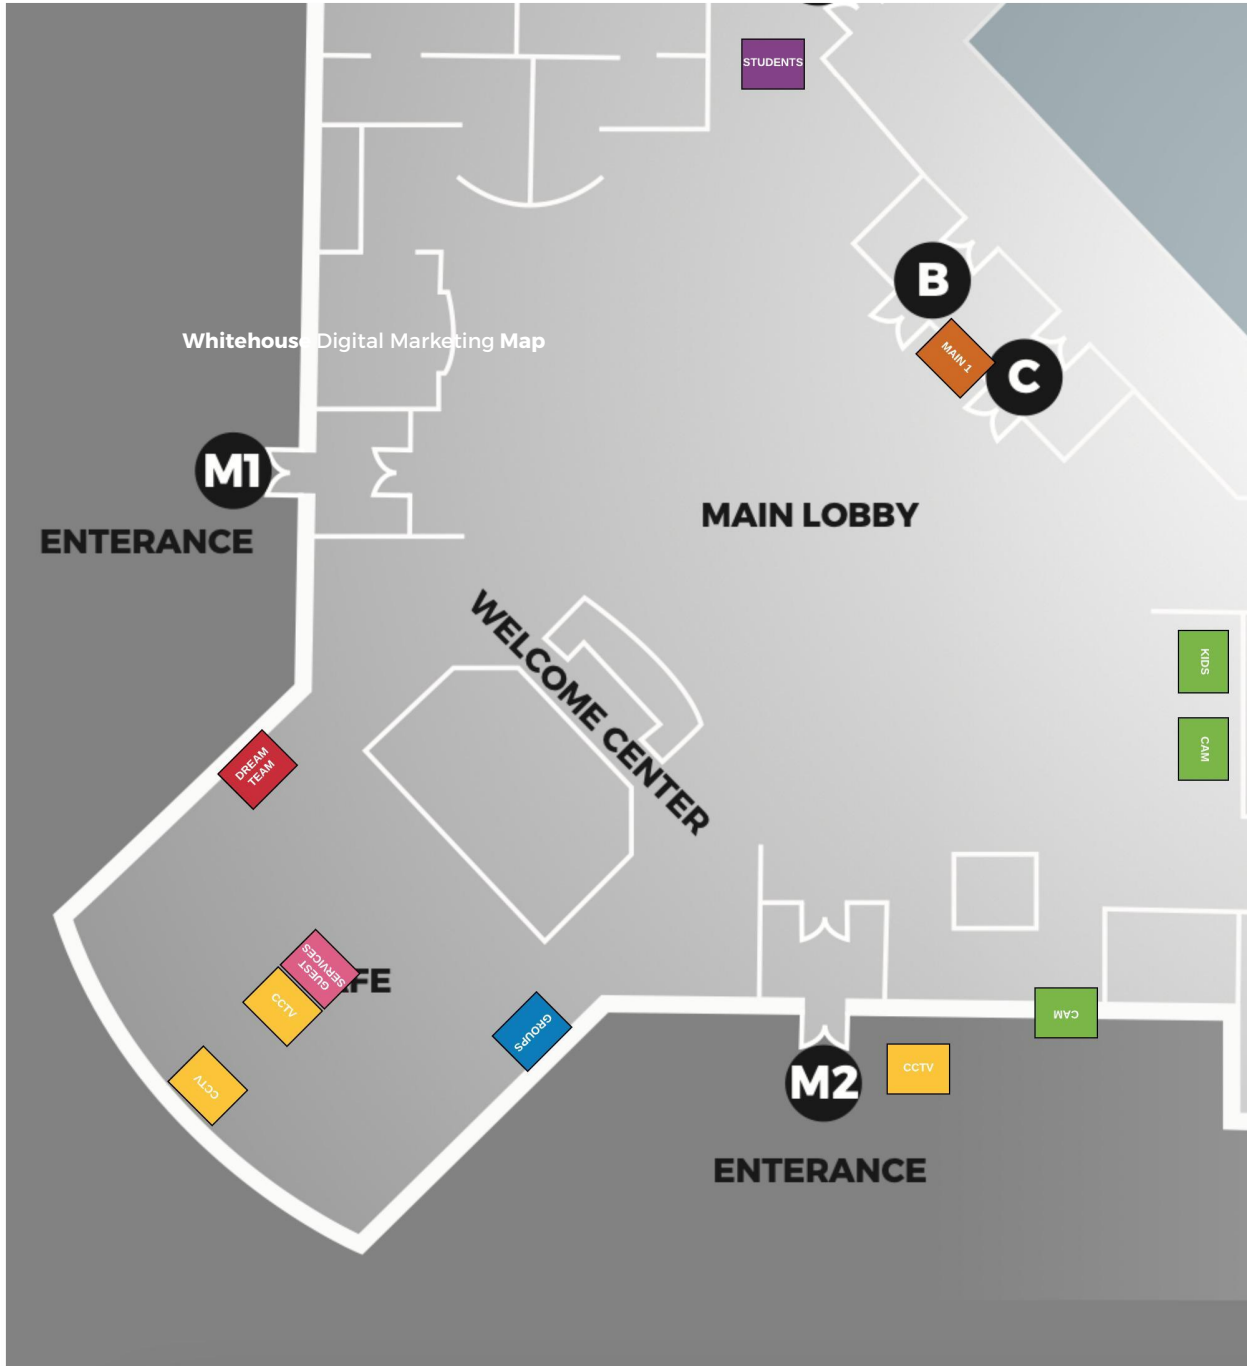 STUDENTS
B
MAIN 1
C
Whitehouse Digital Marketing Map
M1
ENTERANCE
MAIN LOBBY
WELCOME CENTER
KIDS
CAM
DREAM
TEAM
GUEST
SERVICES
CCTV
CCTV
GROUPS
CAM
M2
CCTV
ENTERANCE